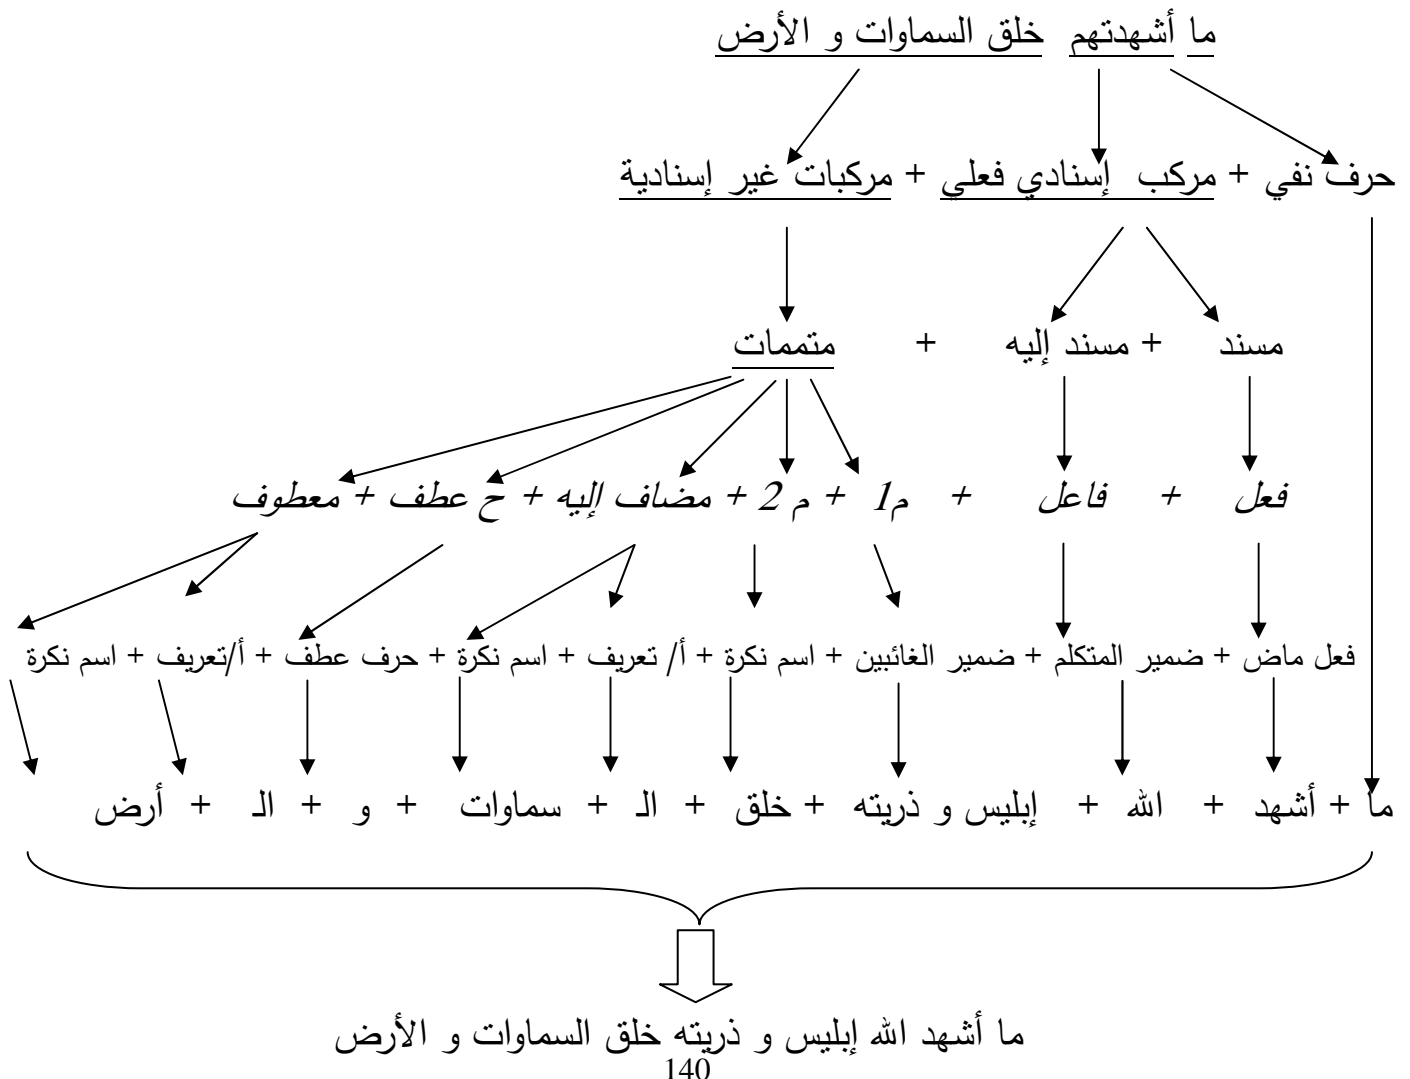 ما أشهدتهم خلق السماوات و الأرض
حرف نفي + مركب إسنادي فعلي + مركبات غير إسنادية
مسند + مسند إليه + متممات
فعل + فاعل + م1 + م 2 + مضاف إليه + ح عطف + معطوف
فعل ماض + ضمير المتكلم + ضمير الغائبين + اسم نكرة + أ/ تعريف + اسم نكرة + حرف عطف + أ/تعريف + اسم نكرة
ما + أشهد + الله + إبليس و ذريته + خلق + الـ + سماوات + و + الـ + أرض
ما أشهد الله إبليس و ذريته خلق السماوات و الأرض
140